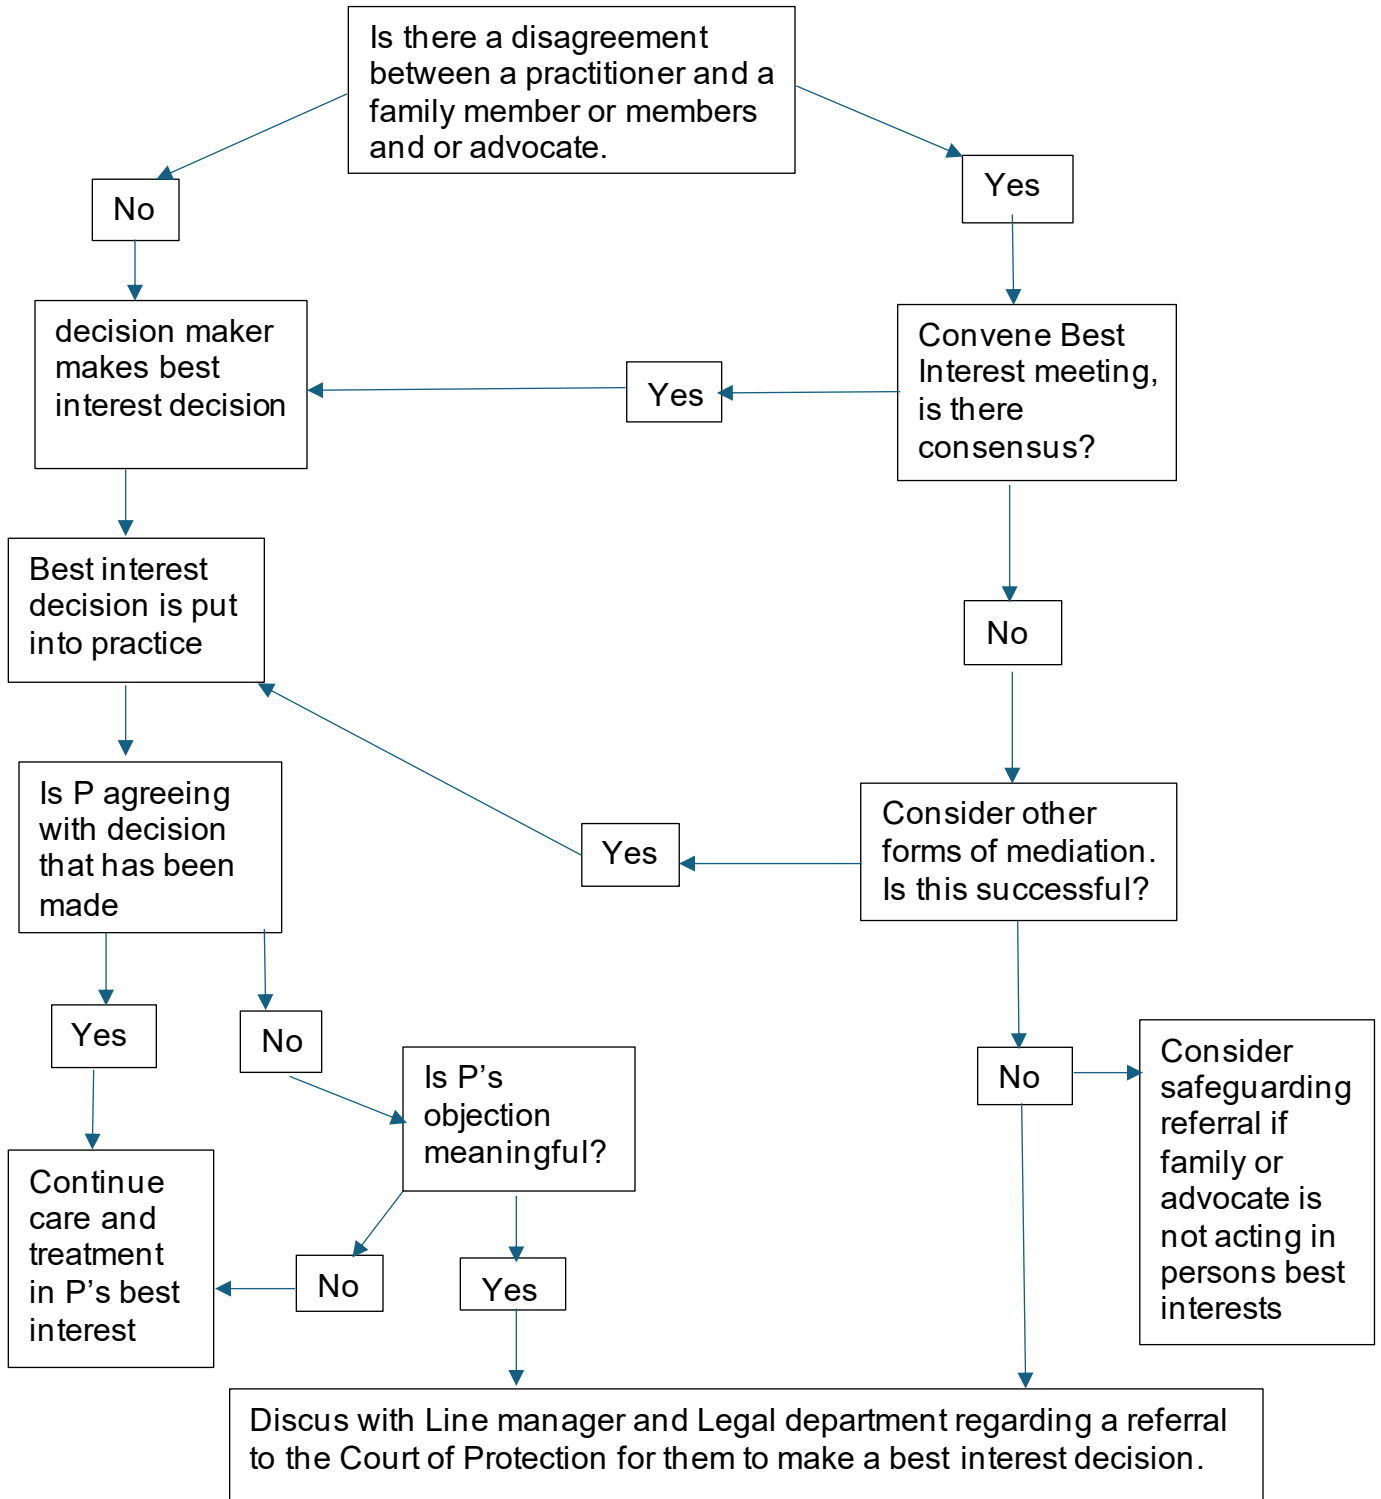 Is there a disagreement
between a practitioner and a
family member or members
and or advocate.
No
Yes
decision maker
makes best
interest decision
Yes
Convene Best
Interest meeting,
is there
consensus?
Best interest
decision is put
into practice
No
Is P agreeing
with decision
that has been
made
Yes
Consider other
forms of mediation.
Is this successful?
Yes
No
Is P’s
objection
meaningful?
No
Consider
safeguarding
referral if
family or
advocate is
not acting in
persons best
interests
Continue
care and
treatment
in P’s best
interest
No
Yes
Discus with Line manager and Legal department regarding a referral
to the Court of Protection for them to make a best interest decision.